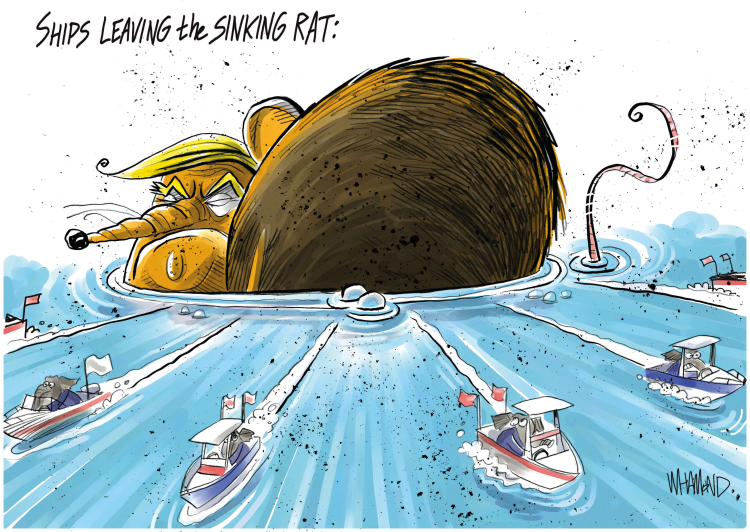 SHIPS LEAVING the SINKING RAT:
WHAMOND.